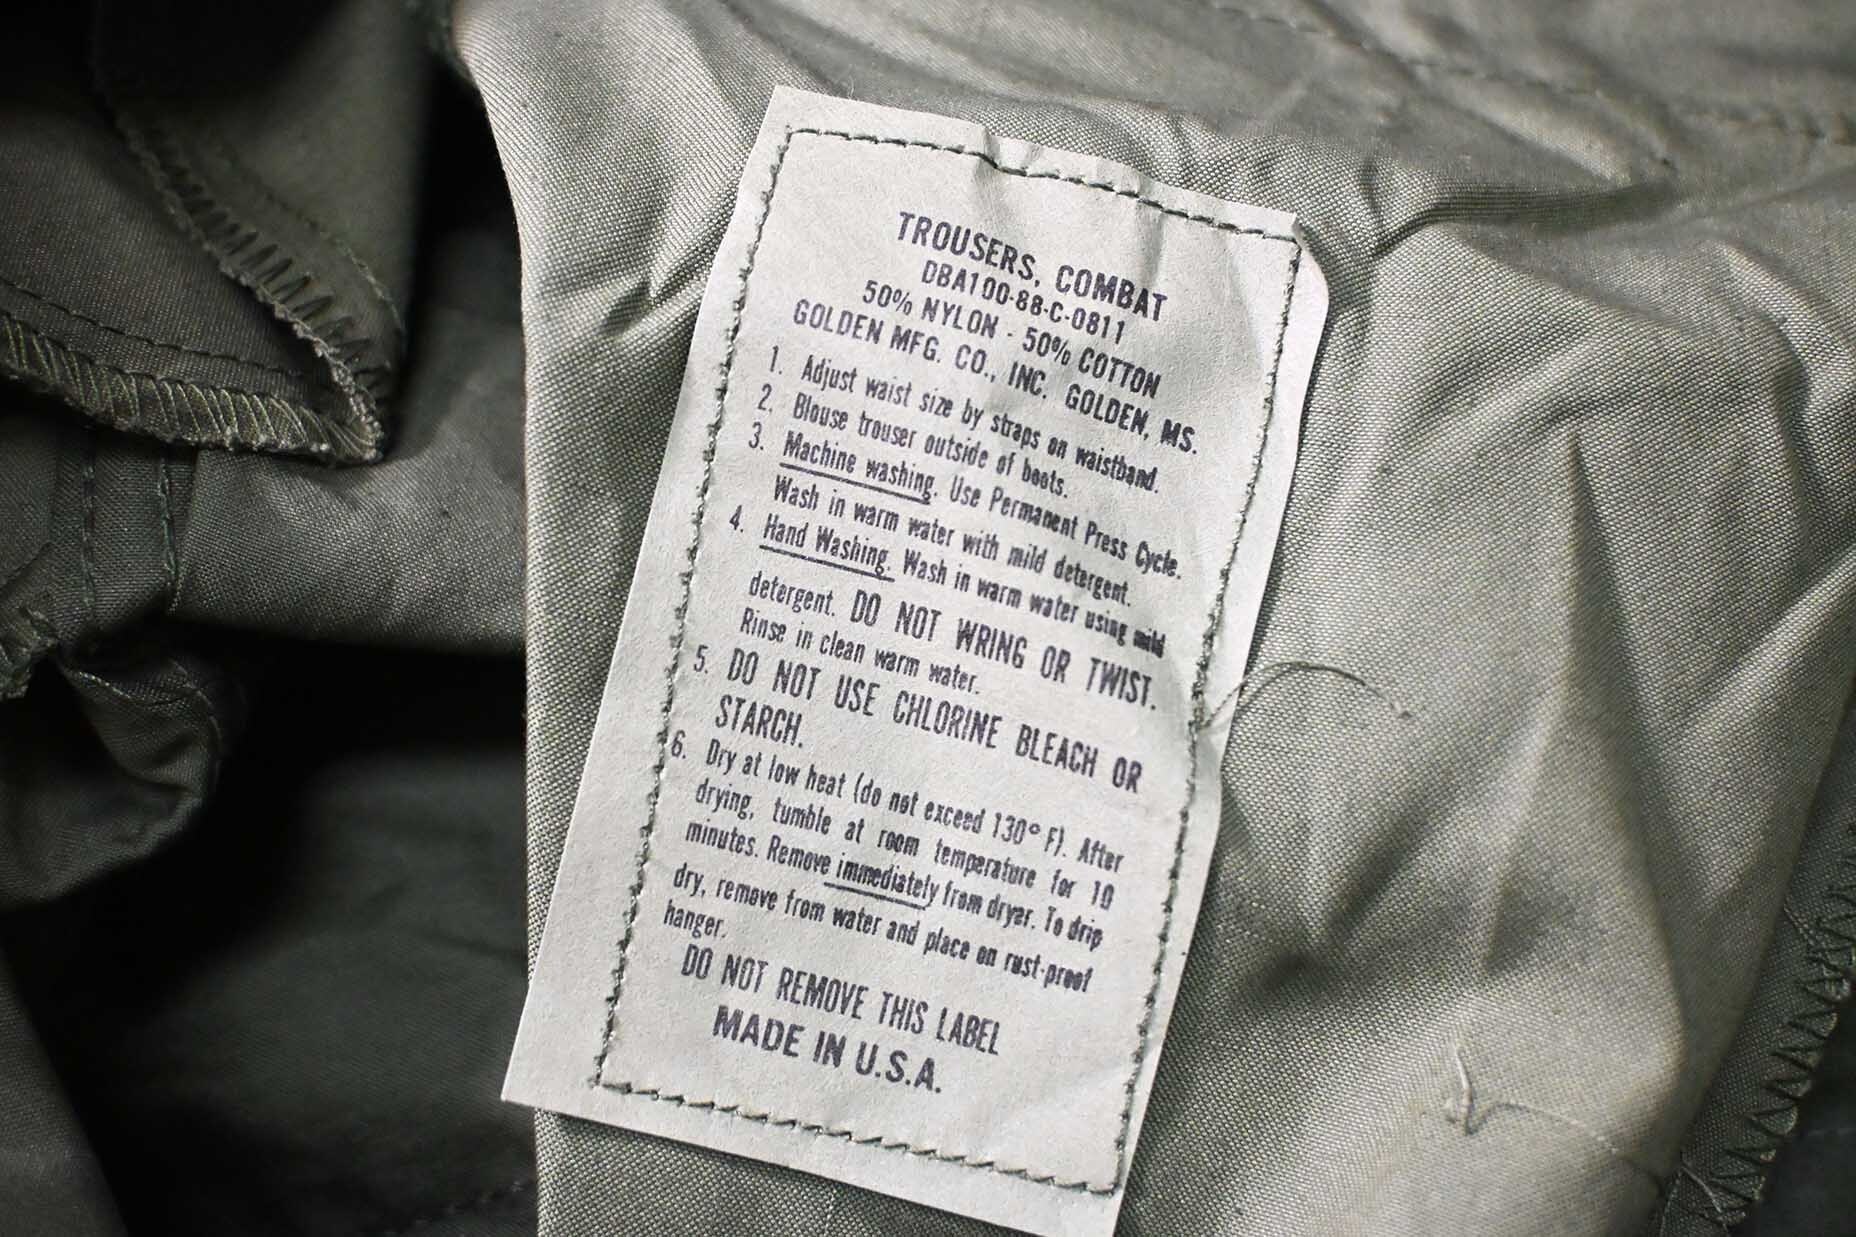 TROUSERS, COMBAT
DBA100-88-C-0811
50% NYLON - 50% COTTON
GOLDEN MFG. CO., INC. GOLDEN, MS.
1. Adjust waist size by straps on waistband.
2. Blouse trouser outside of boots.
3. Machine washing. Use Permanent Press Cycle.
Wash in warm water with mild detergent.
4. Hand Washing. Wash in warm water using mild
detergent. DO NOT WRING OR TWIST.
Rinse in clean warm water.
5. DO NOT USE CHLORINE BLEACH OR
STARCH.
6. Dry at low heat (do not exceed 130° F). After
drying, tumble at room temperature for 10
minutes. Remove immediately from dryer. To drip
dry, remove from water and place on rust-proof
hanger.
DO NOT REMOVE THIS LABEL
MADE IN U.S.A.